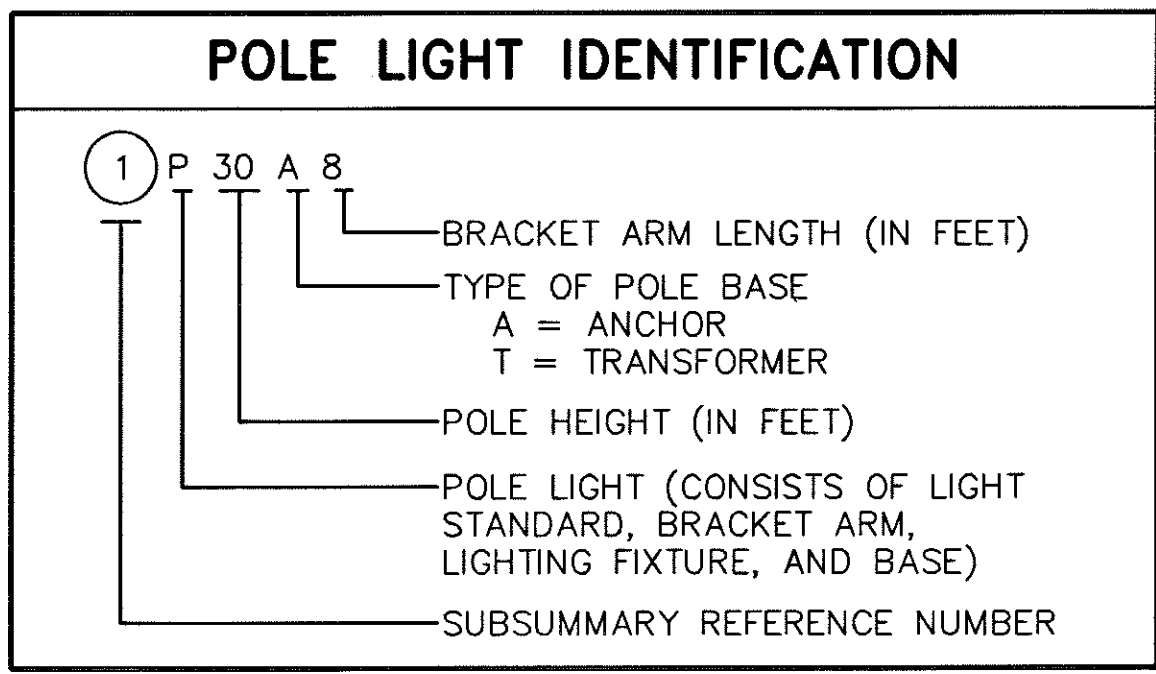 POLE LIGHT IDENTIFICATION
1 P 30 A 8
BRACKET ARM LENGTH (IN FEET)
TYPE OF POLE BASE
A = ANCHOR
T = TRANSFORMER
POLE HEIGHT (IN FEET)
POLE LIGHT (CONSISTS OF LIGHT
STANDARD, BRACKET ARM,
LIGHTING FIXTURE, AND BASE)
SUBSUMMARY REFERENCE NUMBER